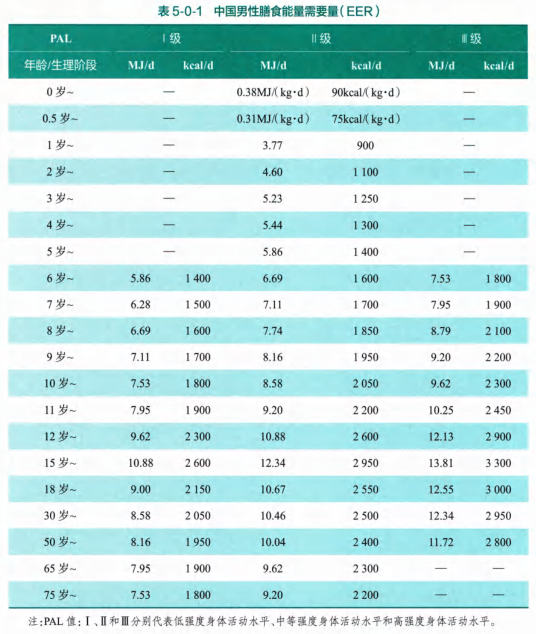 表 5-0-1 中国男性膳食能量需要量(EER)
PAL Ⅰ级 Ⅱ级 Ⅲ级
年龄/生理阶段 MJ/d kcal/d MJ/d kcal/d MJ/d kcal/d
0 岁~ — 0.38MJ/(kg·d) 90kcal/(kg·d) —
0.5 岁~ — 0.31MJ/(kg·d) 75kcal/(kg·d) —
1 岁~ — 3.77 900 —
2 岁~ — 4.60 1 100 —
3 岁~ — 5.23 1 250 —
4 岁~ — 5.44 1 300 —
5 岁~ — 5.86 1 400 —
6 岁~ 5.86 1 400 6.69 1 600 7.53 1 800
7 岁~ 6.28 1 500 7.11 1 700 7.95 1 900
8 岁~ 6.69 1 600 7.74 1 850 8.79 2 100
9 岁~ 7.11 1 700 8.16 1 950 9.20 2 200
10 岁~ 7.53 1 800 8.58 2 050 9.62 2 300
11 岁~ 7.95 1 900 9.20 2 200 10.25 2 450
12 岁~ 9.62 2 300 10.88 2 600 12.13 2 900
15 岁~ 10.88 2 600 12.34 2 950 13.81 3 300
18 岁~ 9.00 2 150 10.67 2 550 12.55 3 000
30 岁~ 8.58 2 050 10.46 2 500 12.34 2 950
50 岁~ 8.16 1 950 10.04 2 400 11.72 2 800
65 岁~ 7.95 1 900 9.62 2 300 — —
75 岁~ 7.53 1 800 9.20 2 200 — —
注:PAL 值:Ⅰ、Ⅱ和Ⅲ分别代表低强度身体活动水平、中等强度身体活动水平和高强度身体活动水平。